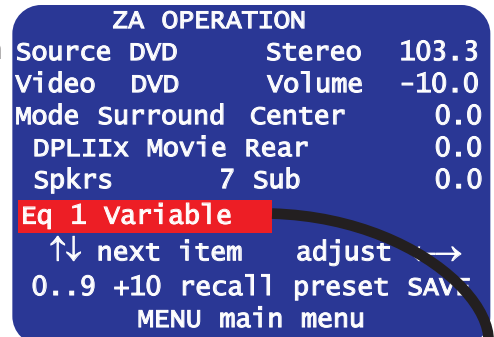 ZA OPERATION
Source DVD Stereo 103.3
Video DVD Volume -10.0
Mode Surround Center 0.0
DPLIIx Movie Rear 0.0
Spkrs 7 Sub 0.0
Eq 1 Variable
↑↓ next item adjust →
0..9 +10 recall preset SAVE
MENU main menu